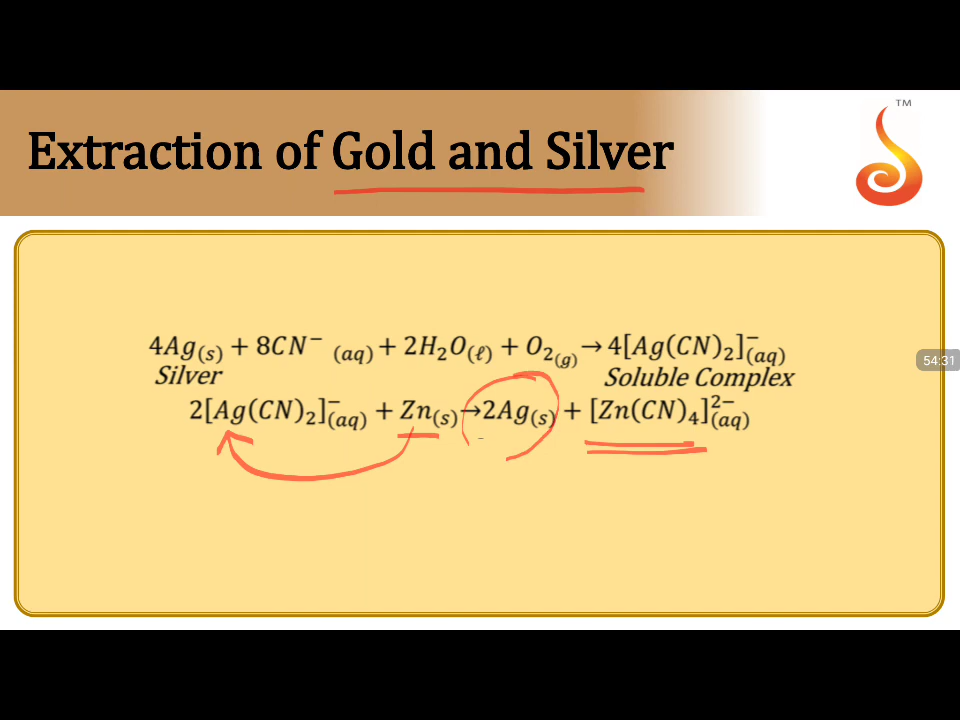 TM
Extraction of Gold and Silver
4Ag(s) + 8CN⁻ (aq) + 2H₂O(ℓ) + O₂(g) → 4[Ag(CN)₂]⁻(aq)
Silver Soluble Complex
2[Ag(CN)₂]⁻(aq) + Zn(s) → 2Ag(s) + [Zn(CN)₄]²⁻(aq)
54:31